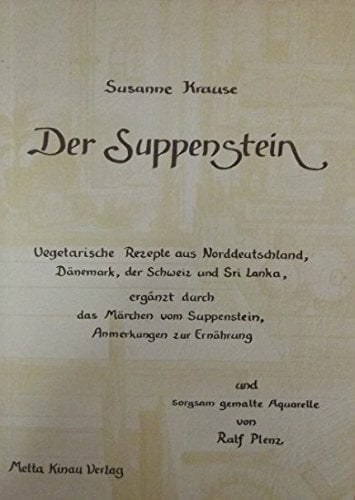 Susanne Krause
Der Suppenstein
Vegetarische Rezepte aus Norddeutschland,
Dänemark, der Schweiz und Sri Lanka,
ergänzt durch
das Märchen vom Suppenstein,
Anmerkungen zur Ernährung
und
sorgsam gemalte Aquarelle
von
Ralf Plenz
Metta Kinau Verlag